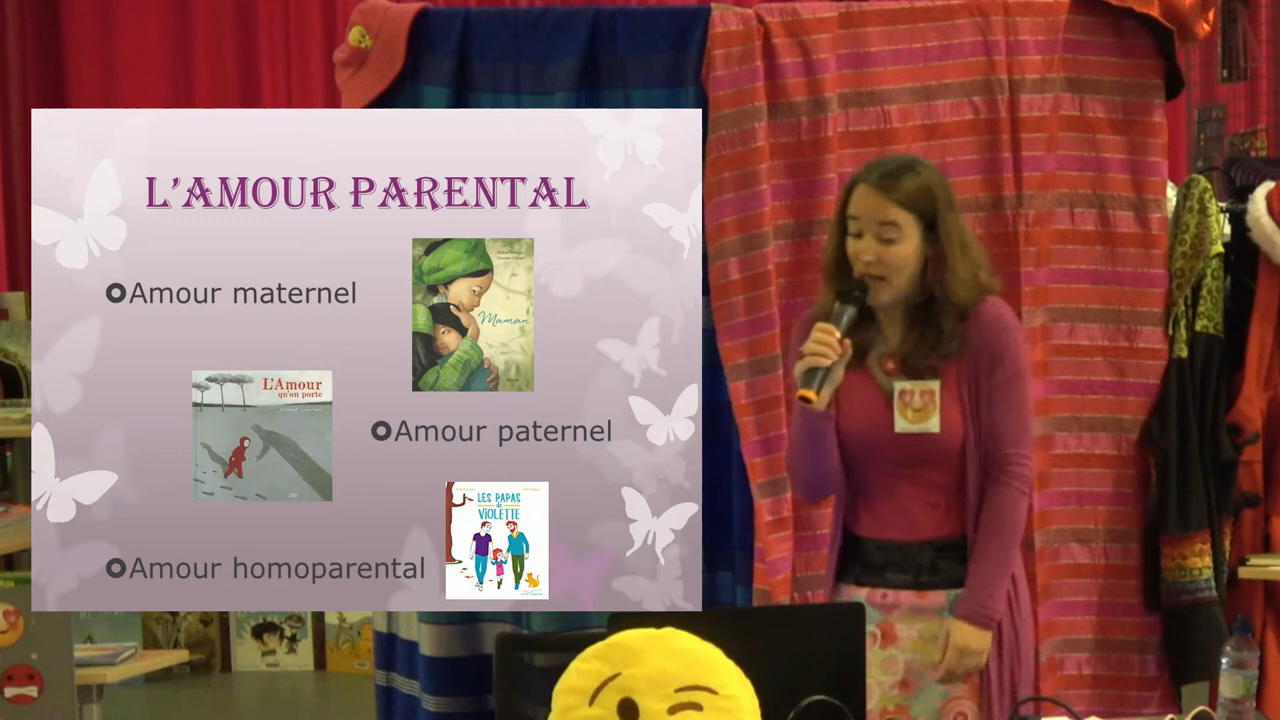 L'AMOUR PARENTAL
Amour maternel
Maman
L'Amour
qu'on porte
Amour paternel
LES PAPAS
de
VIOLETTE
Amour homoparental